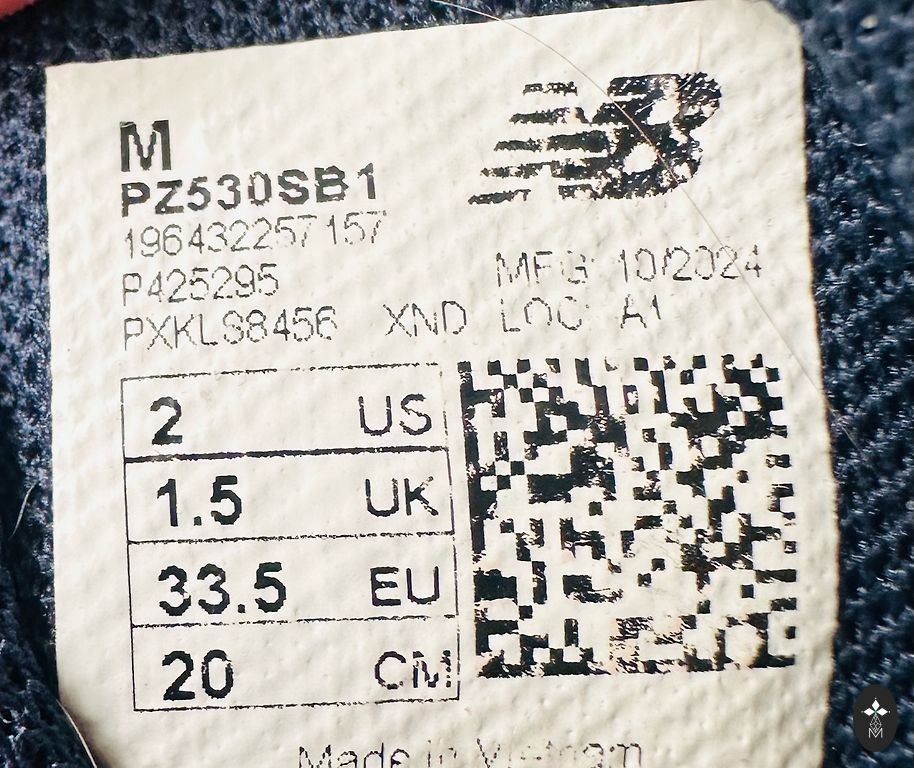 M
PZ530SB1
196432257157
P425295
MFG: 10/2024
PXKLS8456 XND LOC: A1
2 US
1.5 UK
33.5 EU
20 CM
Made in Vietnam
M